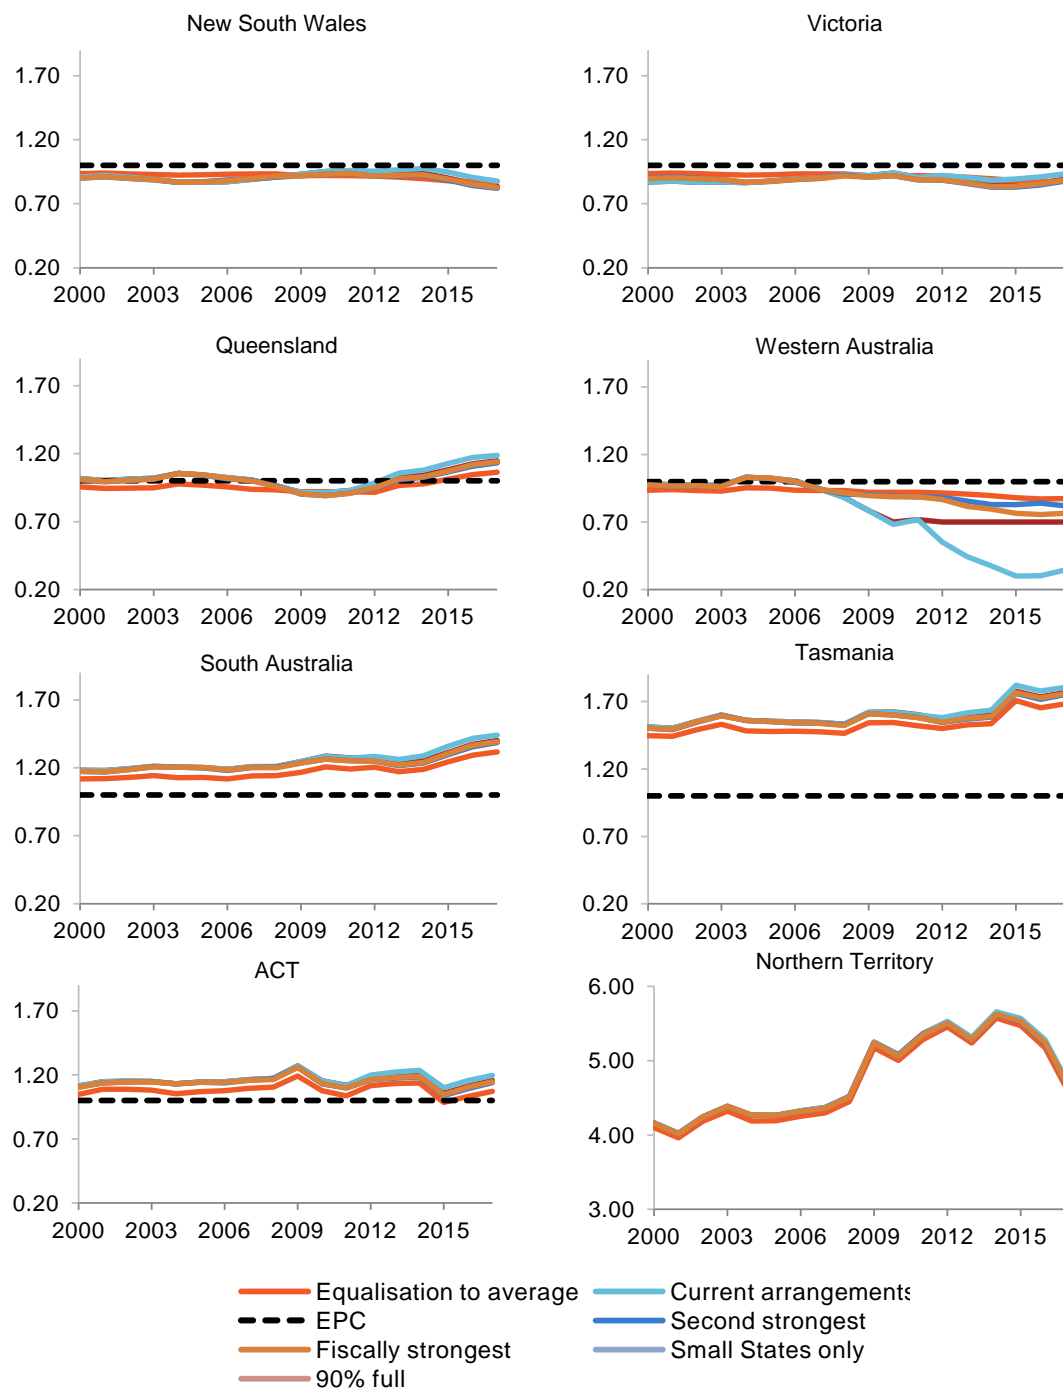 New South Wales
1.70
1.20
0.70
0.20
2000 2003 2006 2009 2012 2015
Victoria
1.70
1.20
0.70
0.20
2000 2003 2006 2009 2012 2015
Queensland
1.70
1.20
0.70
0.20
2000 2003 2006 2009 2012 2015
Western Australia
1.70
1.20
0.70
0.20
2000 2003 2006 2009 2012 2015
South Australia
1.70
1.20
0.70
0.20
2000 2003 2006 2009 2012 2015
Tasmania
1.70
1.20
0.70
0.20
2000 2003 2006 2009 2012 2015
ACT
1.70
1.20
0.70
0.20
2000 2003 2006 2009 2012 2015
Northern Territory
6.00
5.00
4.00
3.00
2000 2003 2006 2009 2012 2015
Equalisation to average
Current arrangements
EPC
Second strongest
Fiscally strongest
Small States only
90% full